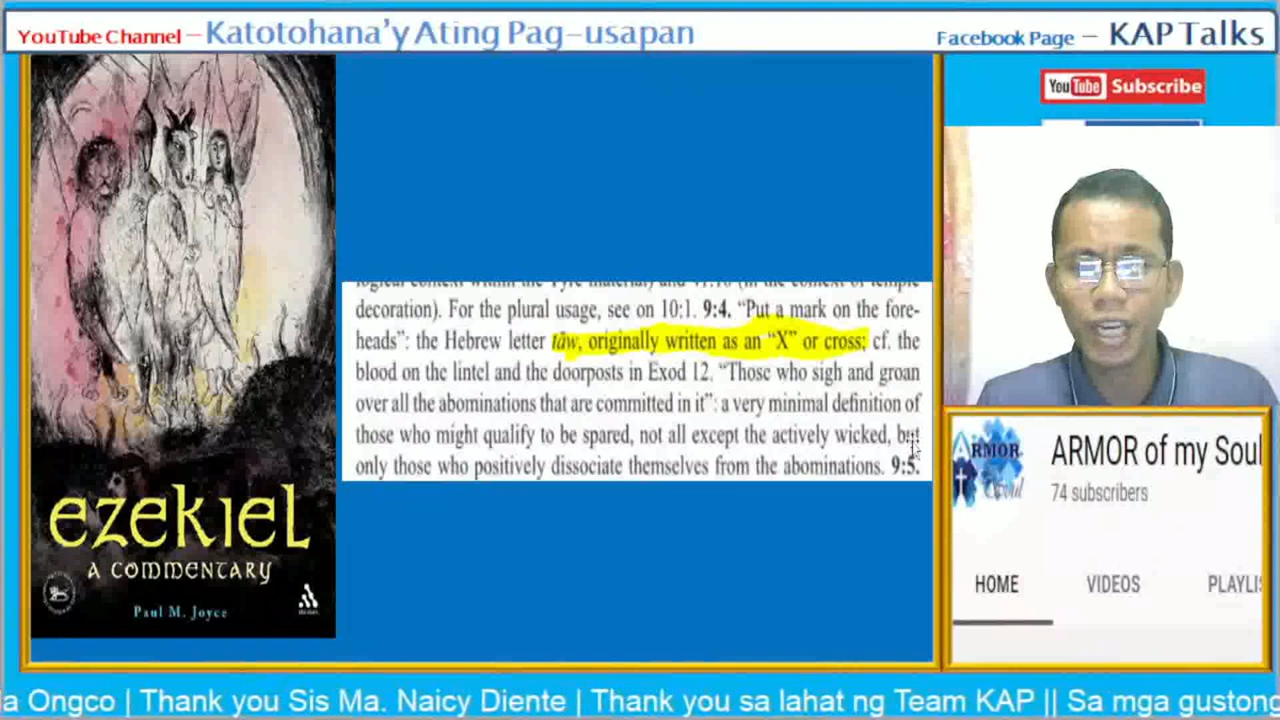 YouTube Channel – Katotohana'y Ating Pag-usapan
Facebook Page – KAP Talks
YouTube Subscribe
ezekiel
A COMMENTARY
Paul M. Joyce
decoration). For the plural usage, see on 10:1. 9:4. “Put a mark on the fore-
heads”: the Hebrew letter tāw, originally written as an “X” or cross; cf. the
blood on the lintel and the doorposts in Exod 12. “Those who sigh and groan
over all the abominations that are committed in it”: a very minimal definition of
those who might qualify to be spared, not all except the actively wicked, but
only those who positively dissociate themselves from the abominations. 9:5.
ARMOR of my Soul
74 subscribers
HOME VIDEOS PLAYLIS
la Ongco | Thank you Sis Ma. Naicy Diente | Thank you sa lahat ng Team KAP || Sa mga gustong